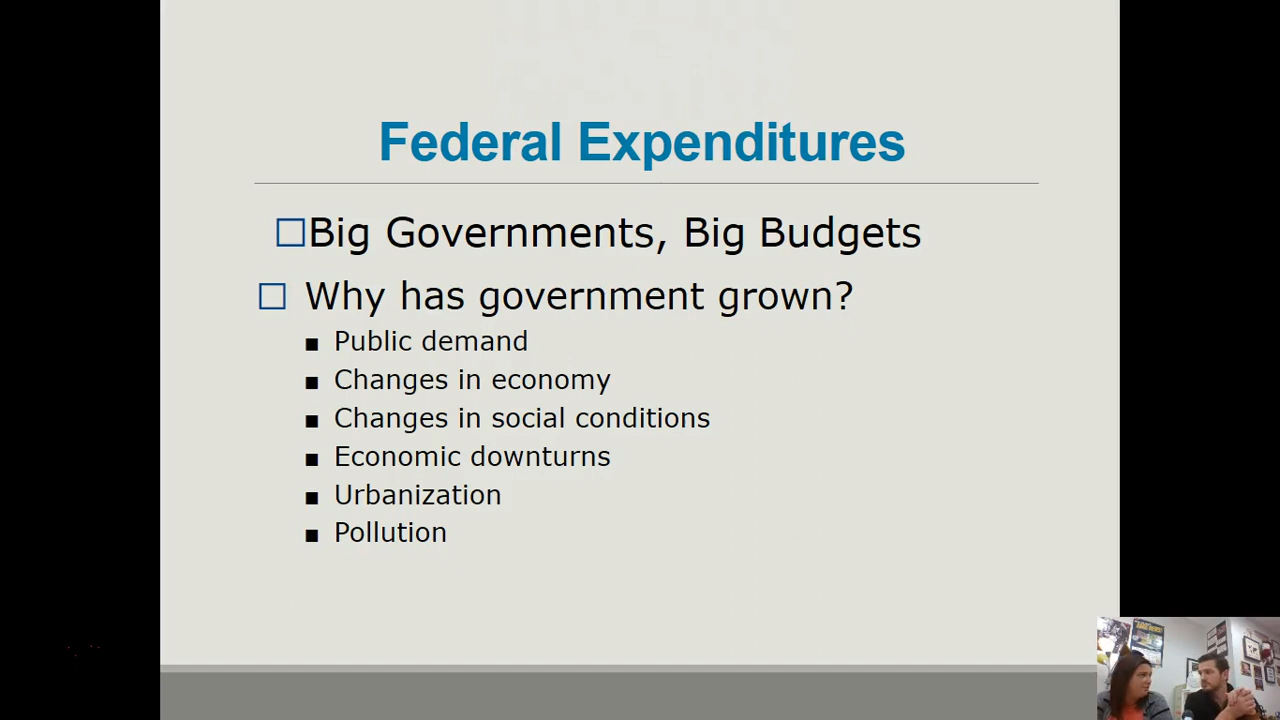 Federal Expenditures
Big Governments, Big Budgets
Why has government grown?
Public demand
Changes in economy
Changes in social conditions
Economic downturns
Urbanization
Pollution